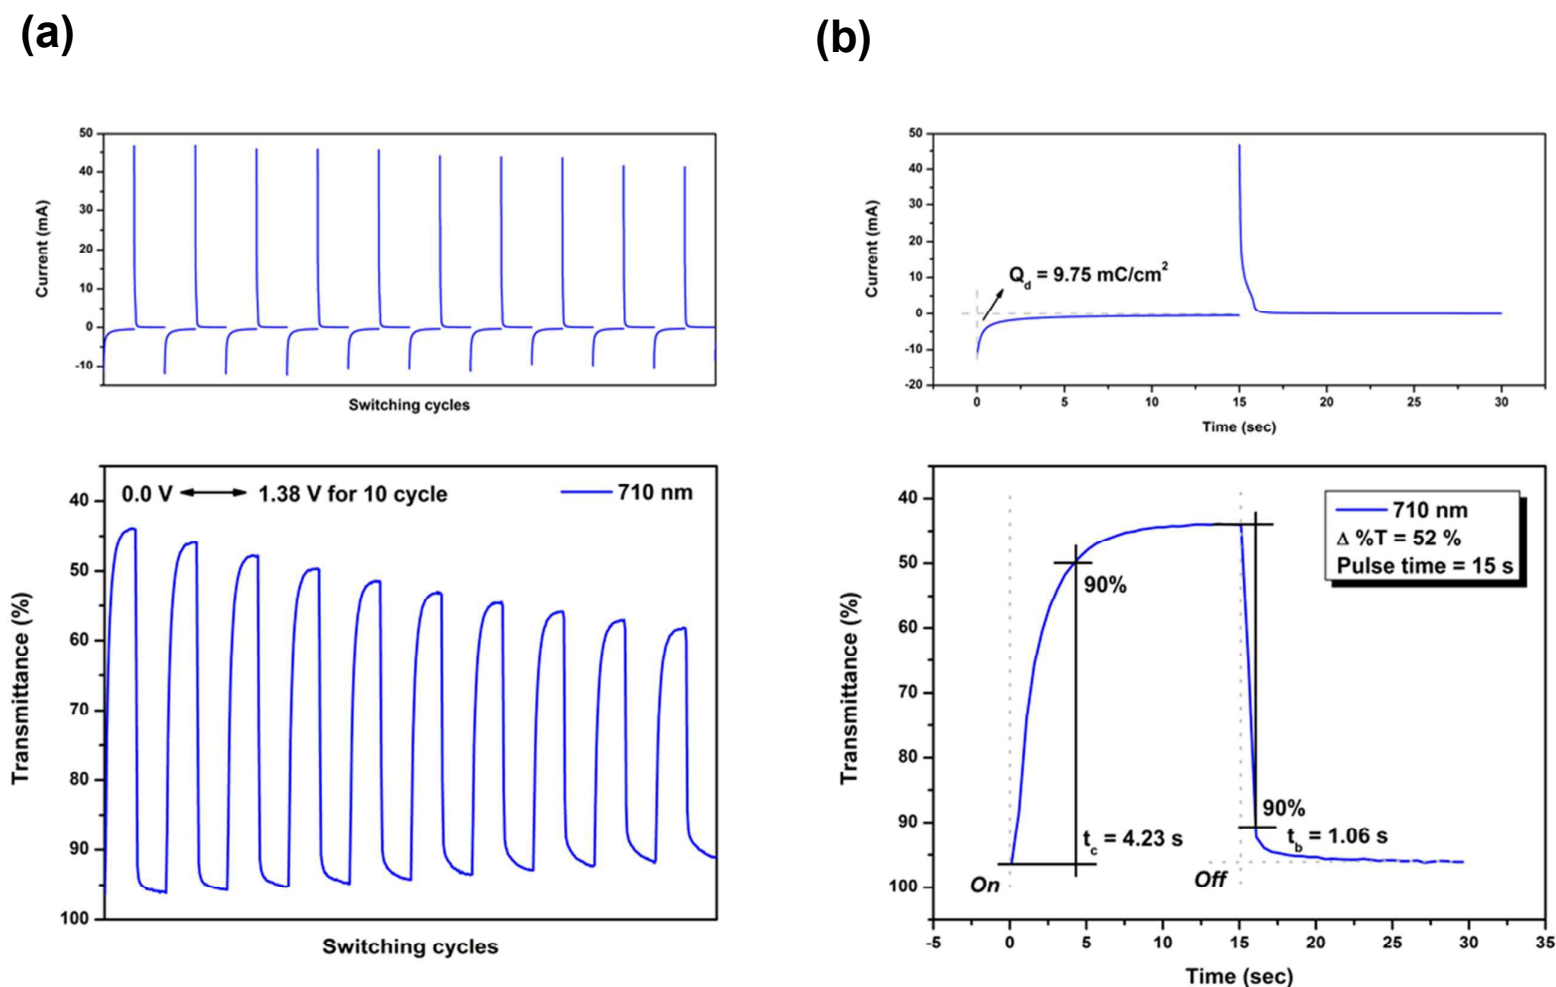 (a)
(b)
50
40
30
20
10
0
-10
Current (mA)
Switching cycles
50
40
30
20
10
0
-10
-20
Current (mA)
Q_d = 9.75 mC/cm²
0
5
10
15
20
25
30
Time (sec)
40
50
60
70
80
90
100
Transmittance (%)
0.0 V ↔ 1.38 V for 10 cycle
710 nm
Switching cycles
40
50
60
70
80
90
100
Transmittance (%)
710 nm
Δ %T = 52 %
Pulse time = 15 s
90%
90%
t_c = 4.23 s
t_b = 1.06 s
On
Off
-5
0
5
10
15
20
25
30
35
Time (sec)